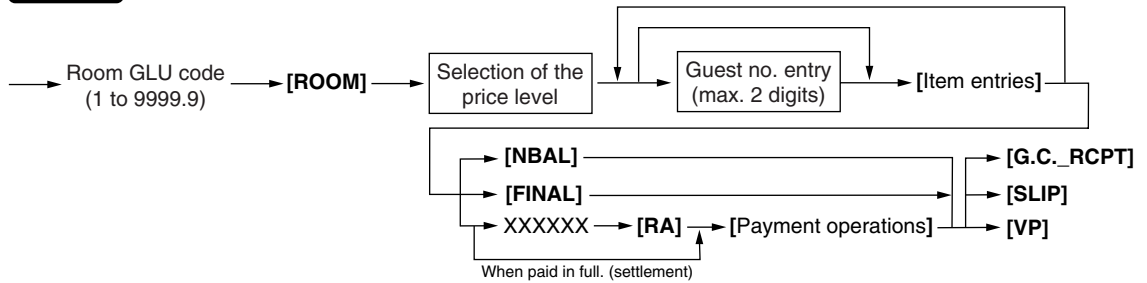 Room GLU code
(1 to 9999.9)
[ROOM]
Selection of the
price level
Guest no. entry
(max. 2 digits)
[Item entries]
[NBAL]
[FINAL]
XXXXXX
[RA]
[Payment operations]
[G.C._RCPT]
[SLIP]
[VP]
When paid in full. (settlement)